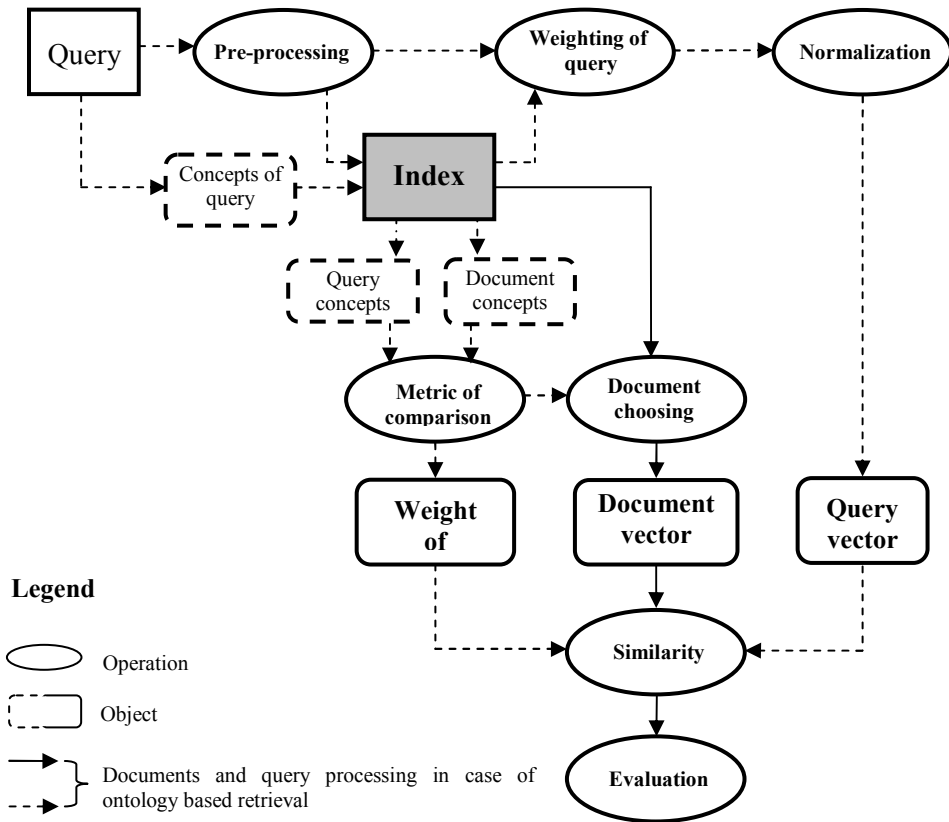 Query
Pre-processing
Weighting of
query
Normalization
Concepts of
query
Index
Query
concepts
Document
concepts
Metric of
comparison
Document
choosing
Weight
of
Document
vector
Query
vector
Legend
Similarity
Operation
Object
Documents and query processing in case of
ontology based retrieval
Evaluation